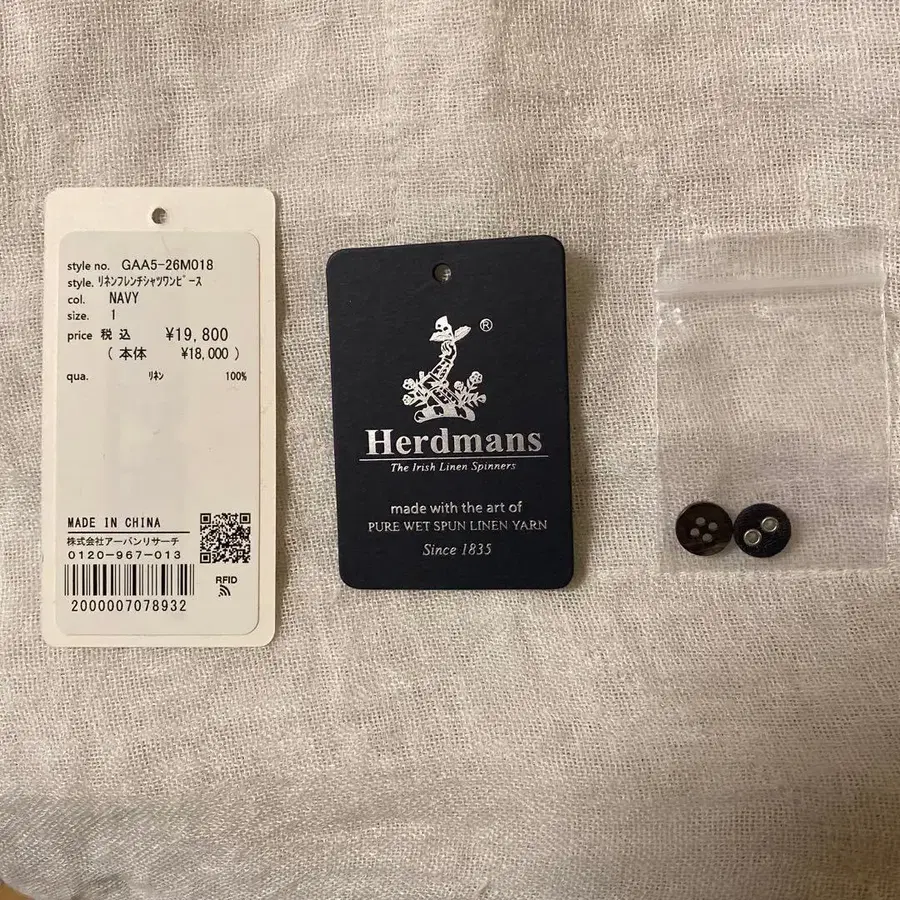 style no. GAA5-26M018
style. ﾘﾈﾝﾌﾚﾝﾁｼｬﾂﾜﾝﾋﾟｰｽ
col. NAVY
size. 1
price 税込 ¥19,800
( 本体 ¥18,000 )
qua. ﾘﾈﾝ 100%
MADE IN CHINA
株式会社アーバンリサーチ
0120-967-013
2000007078932
RFID
®
Herdmans
The Irish Linen Spinners
made with the art of
PURE WET SPUN LINEN YARN
Since 1835